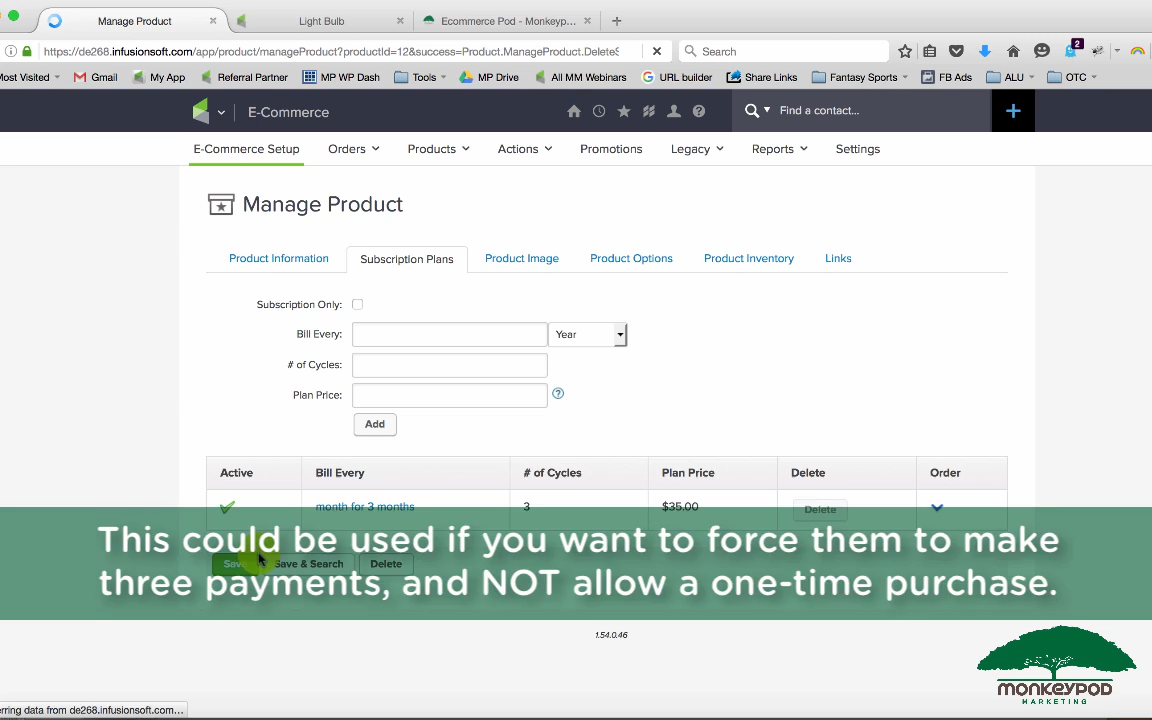 Manage Product
Light Bulb
Ecommerce Pod - Monkeyp...
https://de268.infusionsoft.com/app/product/manageProduct?productId=12&success=Product.ManageProduct.DeleteS
Search
2
Most Visited
Gmail
My App
Referral Partner
MP WP Dash
Tools
MP Drive
All MM Webinars
URL builder
Share Links
Fantasy Sports
FB Ads
ALU
OTC
E-Commerce
Find a contact...
E-Commerce Setup
Orders
Products
Actions
Promotions
Legacy
Reports
Settings
Manage Product
Product Information
Subscription Plans
Product Image
Product Options
Product Inventory
Links
Subscription Only:
Bill Every:
Year
# of Cycles:
Plan Price:
Add
Active
Bill Every
# of Cycles
Plan Price
Delete
Order
month for 3 months
3
$35.00
Delete
This could be used if you want to force them to make
three payments, and NOT allow a one-time purchase.
Save
Save & Search
Delete
1.54.0.46
monkeypod
MARKETING
erring data from de268.infusionsoft.com...